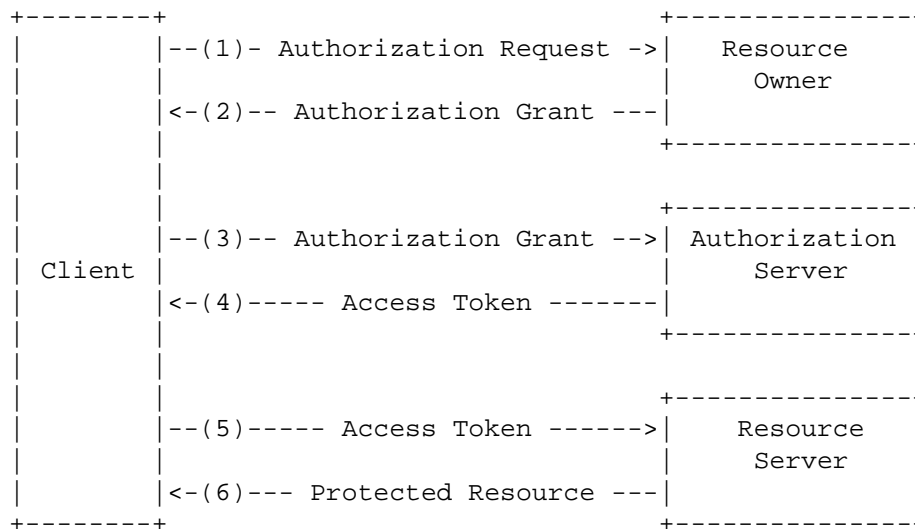 +--------+                               +----------------
|        |--(1)- Authorization Request ->|   Resource
|        |                               |     Owner
|        |<-(2)-- Authorization Grant ---|
|        |                               +----------------
|        |
|        |                               +----------------
|        |--(3)-- Authorization Grant -->| Authorization
| Client |                               |     Server
|        |<-(4)----- Access Token -------|
|        |                               +----------------
|        |
|        |                               +----------------
|        |--(5)----- Access Token ------>|    Resource
|        |                               |     Server
|        |<-(6)--- Protected Resource ---|
+--------+                               +----------------